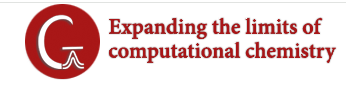 G
Expanding the limits of
computational chemistry